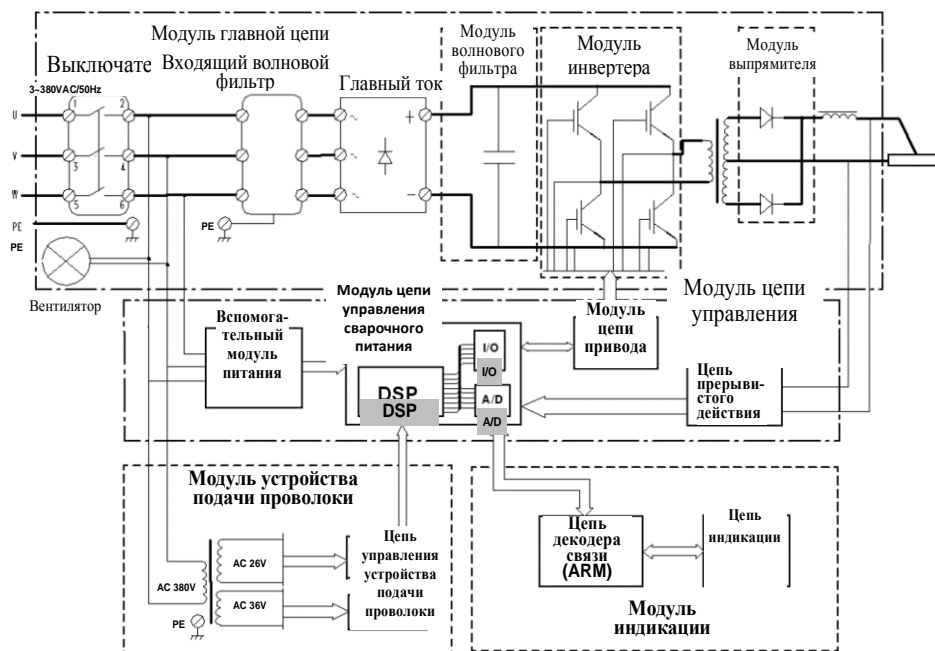 Модуль главной цепи
Выключате
Входящий волновой
фильтр
Главный ток
Модуль
волнового
фильтра
Модуль
инвертера
Модуль
выпрямителя
3~380VAC/50Hz
1
2
U
V
3
4
W
5
6
PE
PE
PE
+
−
~
~
~
Вентилятор
Модуль цепи
управления
Вспомога-
тельный
модуль
питания
Модуль цепи
управления
сварочного
питания
DSP
DSP
I/O
I/O
A/D
A/D
Модуль
цепи
привода
Цепь
прерыви-
стого
действия
Модуль устройства
подачи проволоки
AC 380V
AC 26V
AC 36V
PE
Цепь
управления
устройства
подачи
проволоки
Цепь
декодера
связи
(ARM)
Цепь
индикации
Модуль
индикации